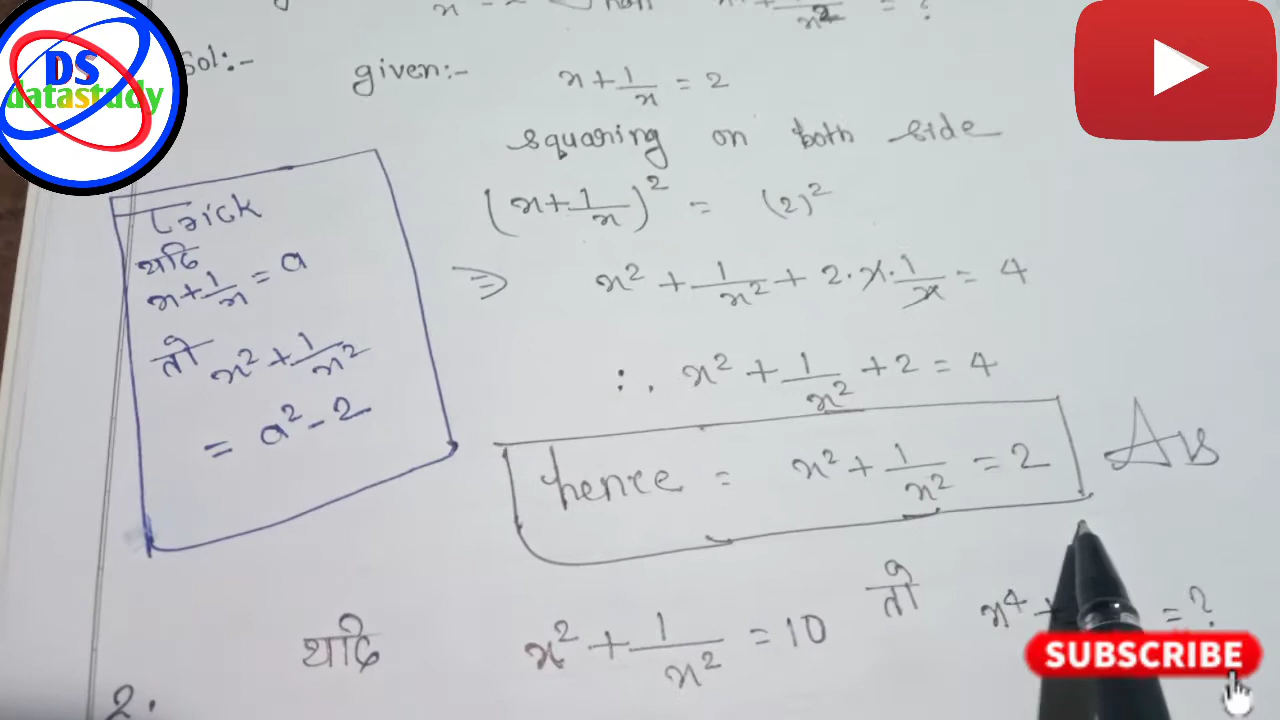 Sol:-
given:- x + 1/x = 2
squaring on both side
(x + 1/x)² = (2)²
⇒ x² + 1/x² + 2·x·1/x = 4
∴ x² + 1/x² + 2 = 4
hence = x² + 1/x² = 2 Ans
Trick
यदि
x + 1/x = a
तो x² + 1/x²
= a² - 2
2. यदि x² + 1/x² = 10 तो x⁴ + = ?
DS
datastudy
SUBSCRIBE